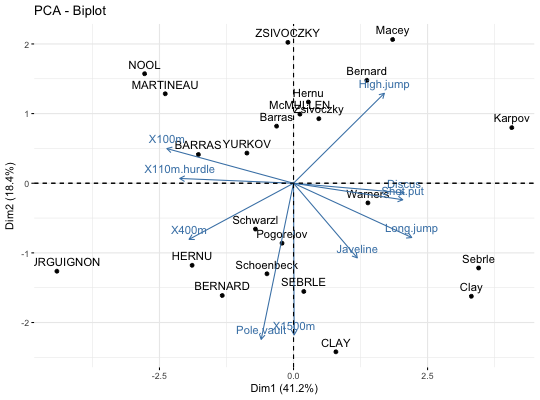 PCA - Biplot
ZSIVOCZKY
Macey
NOOL
MARTINEAU
Bernard
High.jump
Hernu
McMULLEN
Zsivoczky
Barras
Karpov
X100m
BARRAS
YURKOV
X110m.hurdle
Discus
Shot.put
Warners
Schwarzl
Pogorelov
X400m
Long.jump
Javeline
URGUIGNON
HERNU
Schoenbeck
Sebrle
BERNARD
SEBRLE
Clay
Pole.vault
X1500m
CLAY
2
1
0
-1
-2
-2.5
0.0
2.5
Dim1 (41.2%)
Dim2 (18.4%)